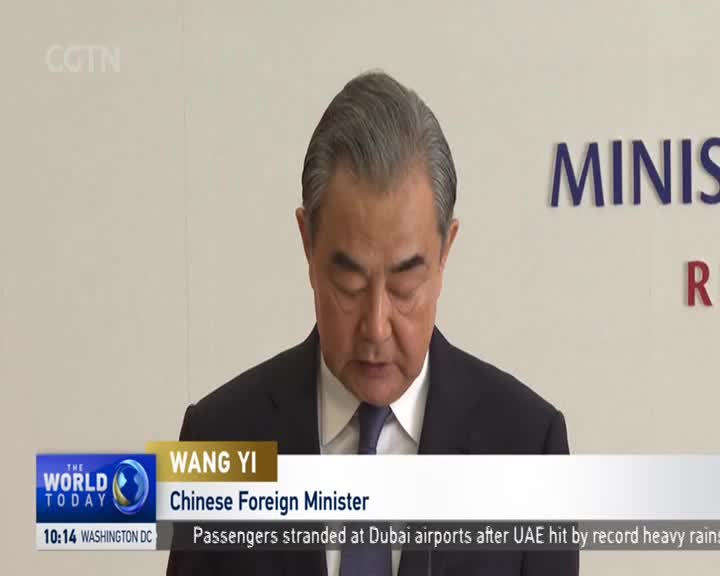 CGTN
MINIS
R
WANG YI
Chinese Foreign Minister
THE
WORLD
TODAY
10:14 WASHINGTON DC
Passengers stranded at Dubai airports after UAE hit by record heavy rains